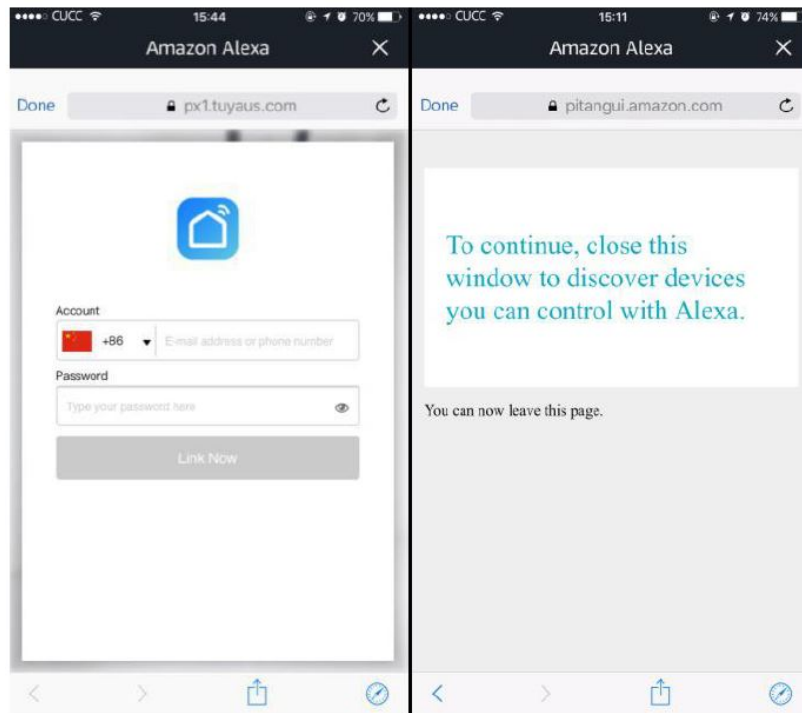 CUCC 15:44 70%
Amazon Alexa
Done px1.tuyaus.com
Account
+86 E-mail address or phone number
Password
Type your password here
Link Now
CUCC 15:11 74%
Amazon Alexa
Done pitangui.amazon.com
To continue, close this
window to discover devices
you can control with Alexa.
You can now leave this page.